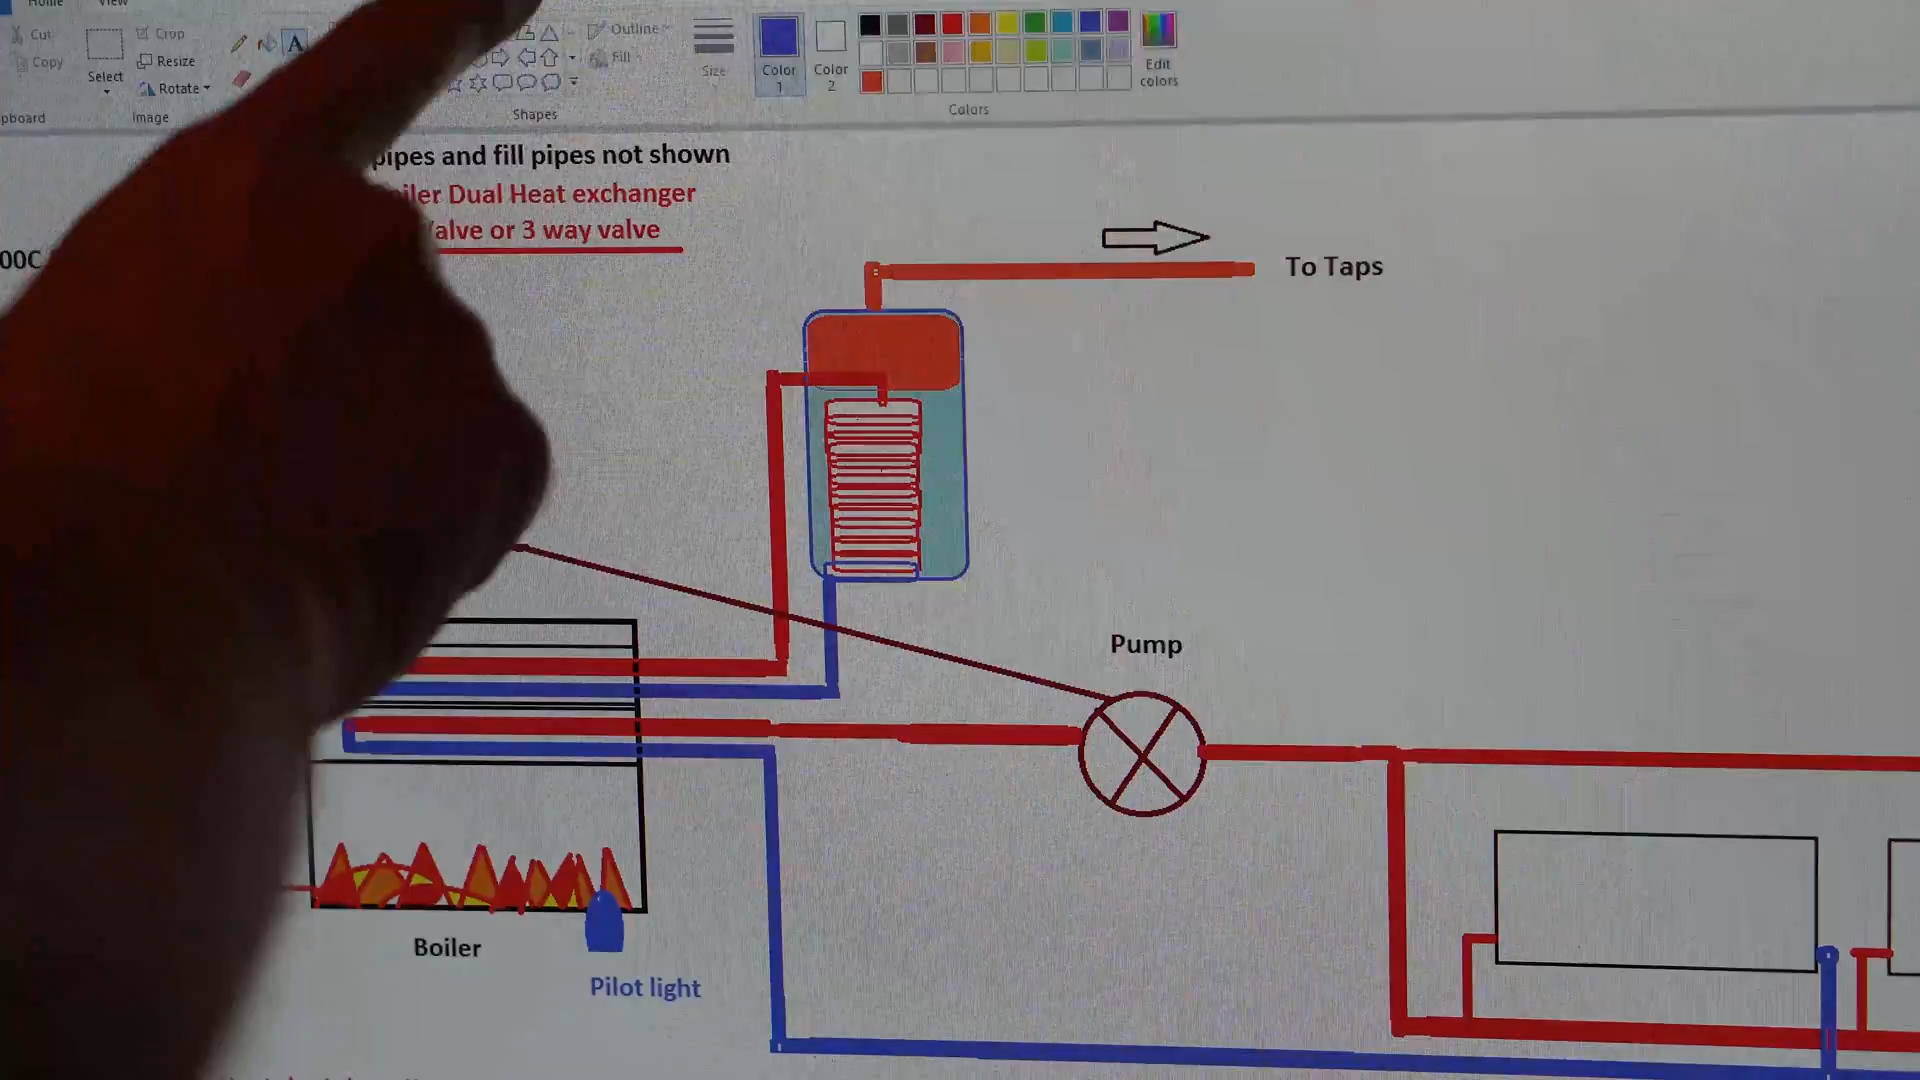 Home View
Cut
Copy
Select
Crop
Resize
Rotate
Image
Outline
Fill
Shapes
Size
Color
1
Color
2
Edit
colors
Colors
pipes and fill pipes not shown
Dual Heat exchanger
or 3 way valve
00C
To Taps
Pump
Boiler
Pilot light